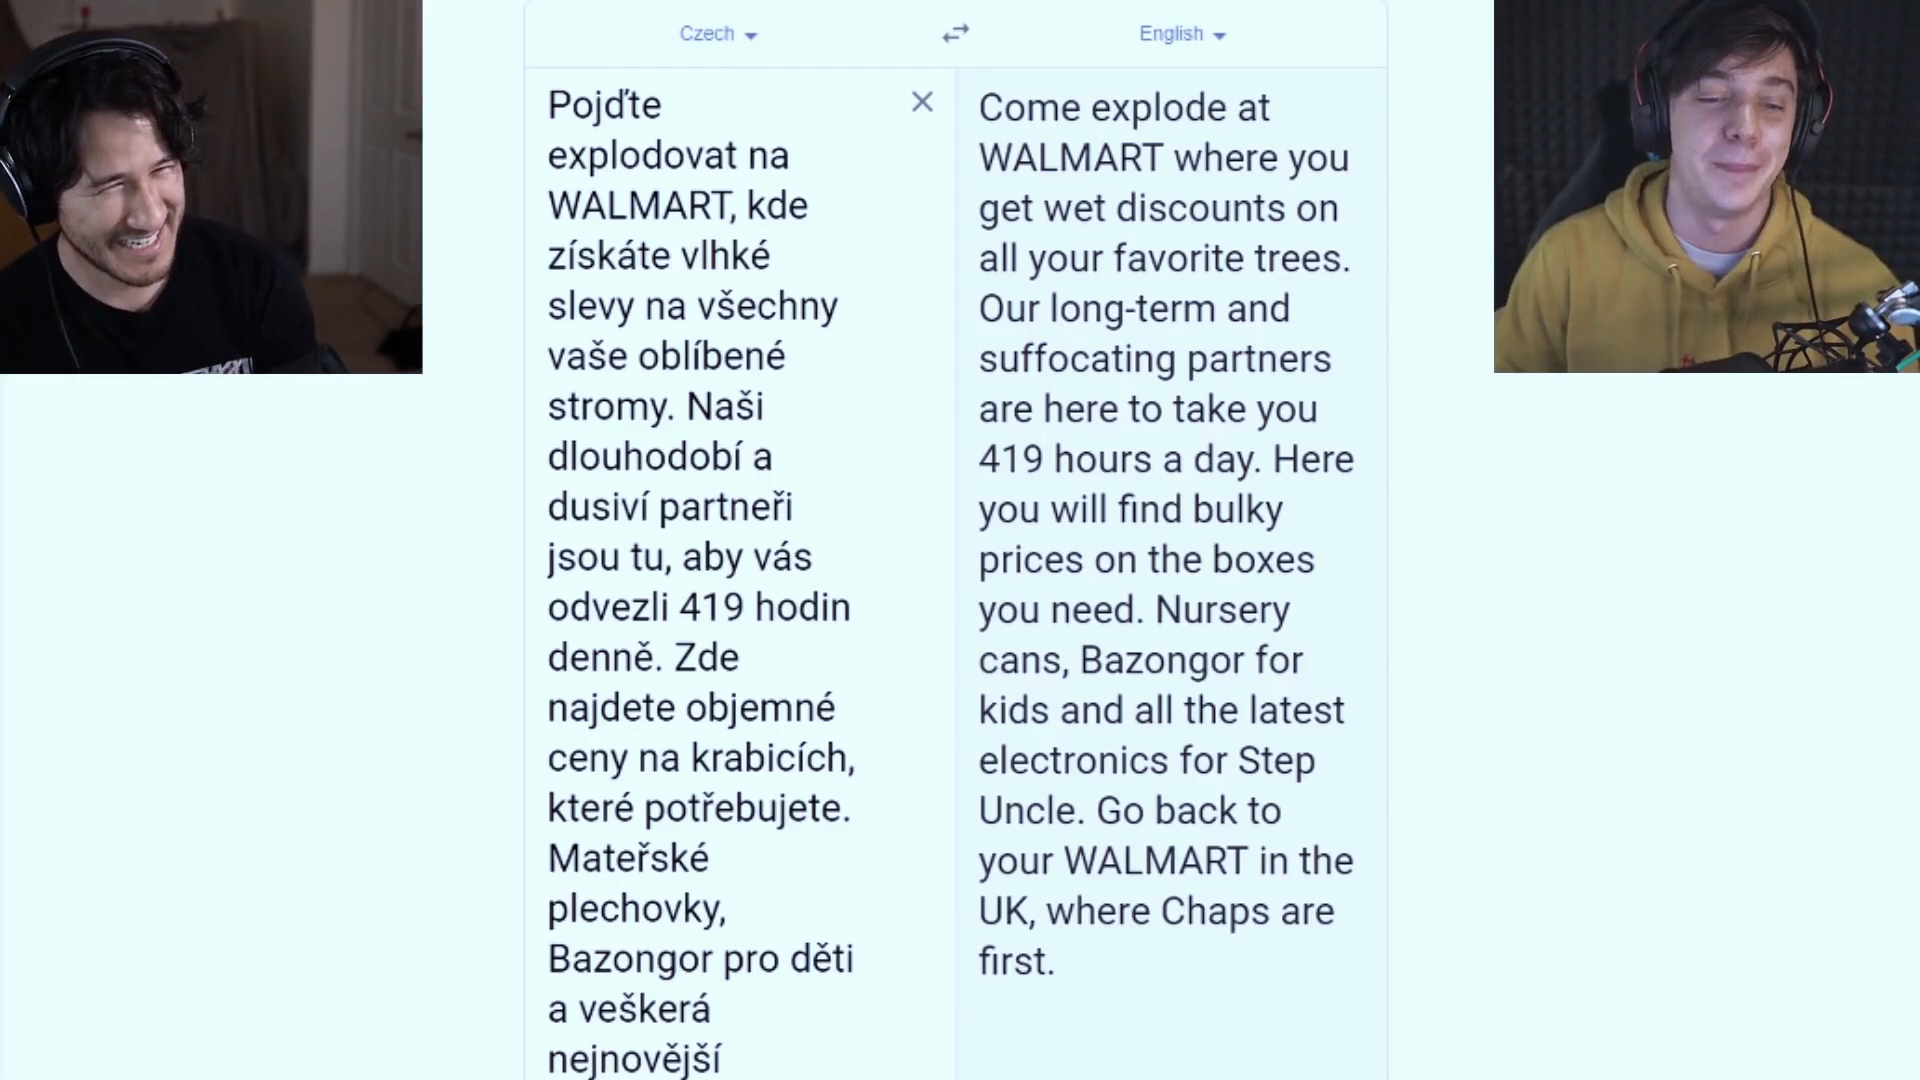 Czech
English
Pojďte
explodovat na
WALMART, kde
získáte vlhké
slevy na všechny
vaše oblíbené
stromy. Naši
dlouhodobí a
dusiví partneři
jsou tu, aby vás
odvezli 419 hodin
denně. Zde
najdete objemné
ceny na krabicích,
které potřebujete.
Mateřské
plechovky,
Bazongor pro děti
a veškerá
nejnovější
Come explode at
WALMART where you
get wet discounts on
all your favorite trees.
Our long-term and
suffocating partners
are here to take you
419 hours a day. Here
you will find bulky
prices on the boxes
you need. Nursery
cans, Bazongor for
kids and all the latest
electronics for Step
Uncle. Go back to
your WALMART in the
UK, where Chaps are
first.